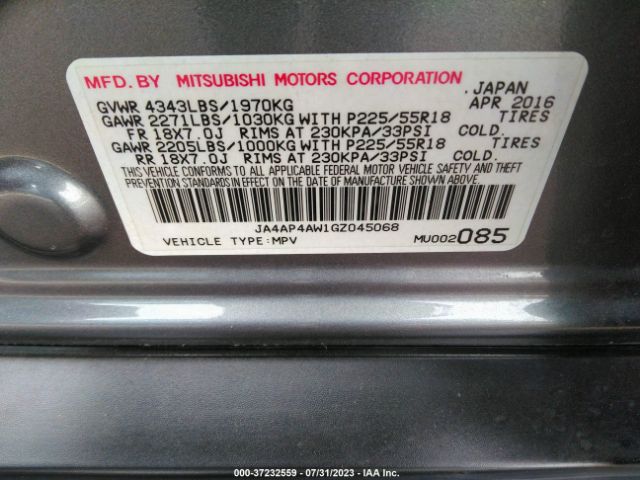 MFD. BY MITSUBISHI MOTORS CORPORATION . JAPAN
GVWR 4343LBS/1970KG APR 2016
GAWR 2271LBS/1030KG WITH P225/55R18 TIRES
FR 18X7.0J RIMS AT 230KPA/33PSI COLD.
GAWR 2205LBS/1000KG WITH P225/55R18 TIRES
RR 18X7.0J RIMS AT 230KPA/33PSI COLD.
THIS VEHICLE CONFORMS TO ALL APPLICABLE FEDERAL MOTOR VEHICLE SAFETY AND THEFT
PREVENTION STANDARDS IN EFFECT ON THE DATE OF MANUFACTURE SHOWN ABOVE.
JA4AP4AW1GZ045068
VEHICLE TYPE:MPV MU002085
000-37232559 - 07/31/2023 - IAA Inc.